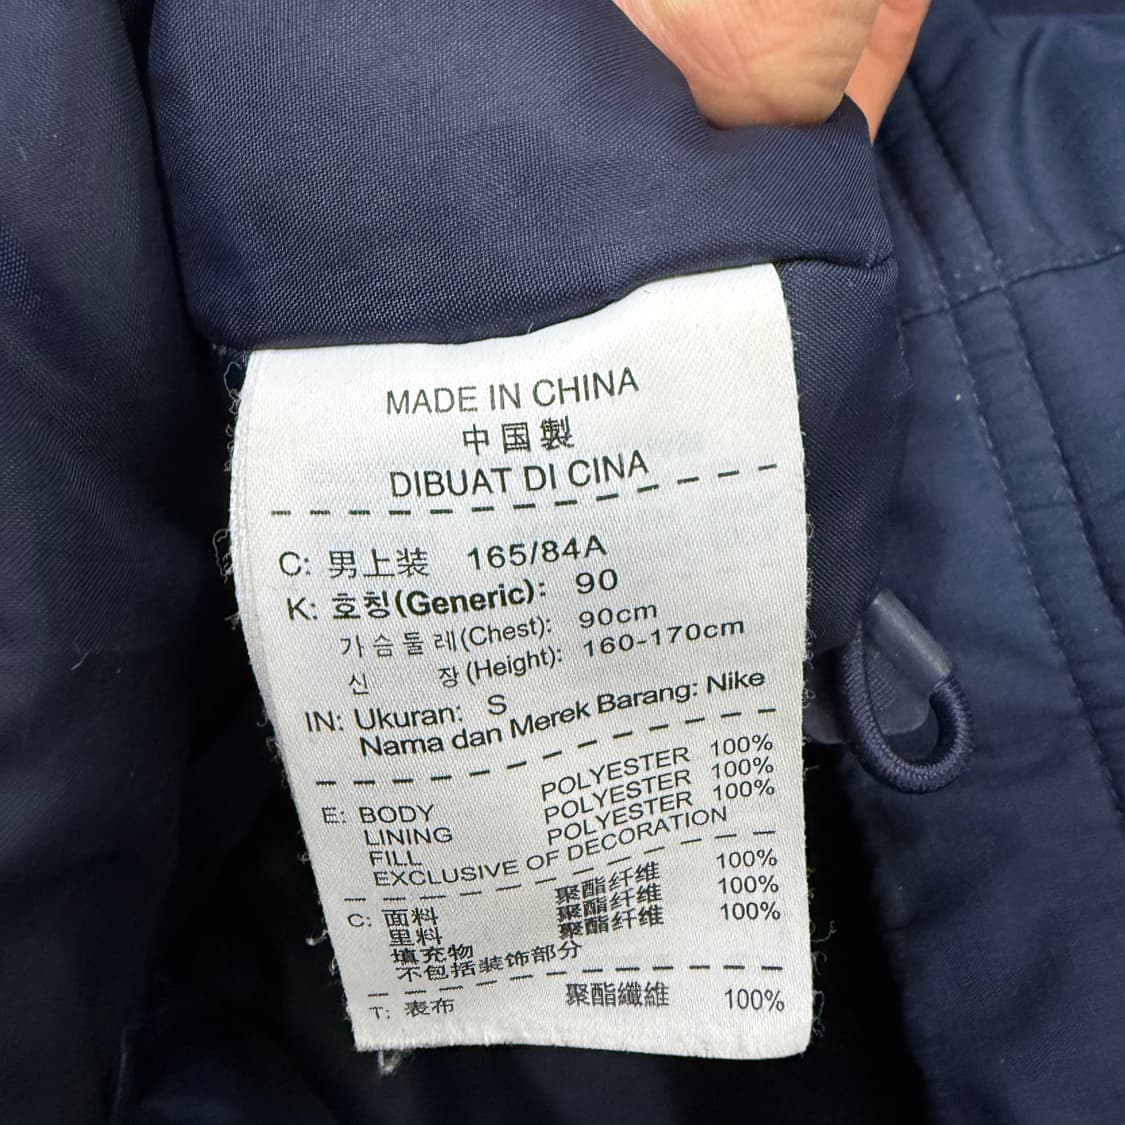 MADE IN CHINA
中国製
DIBUAT DI CINA
C: 男上装 165/84A
K: 호칭(Generic): 90
가슴둘레(Chest): 90cm
신 장(Height): 160-170cm
IN: Ukuran: S
Nama dan Merek Barang: Nike
E: BODY POLYESTER 100%
LINING POLYESTER 100%
FILL POLYESTER 100%
EXCLUSIVE OF DECORATION
C: 面料 聚酯纤维 100%
里料 聚酯纤维 100%
填充物 聚酯纤维 100%
不包括装饰部分
T: 表布 聚酯纖維 100%